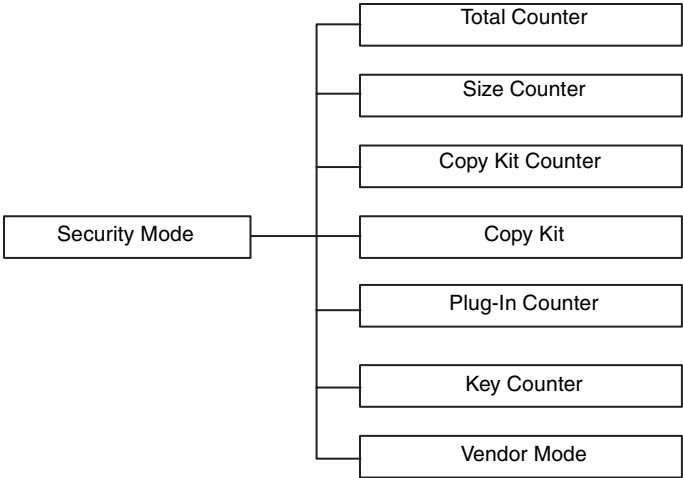 Total Counter
Size Counter
Copy Kit Counter
Security Mode
Copy Kit
Plug-In Counter
Key Counter
Vendor Mode